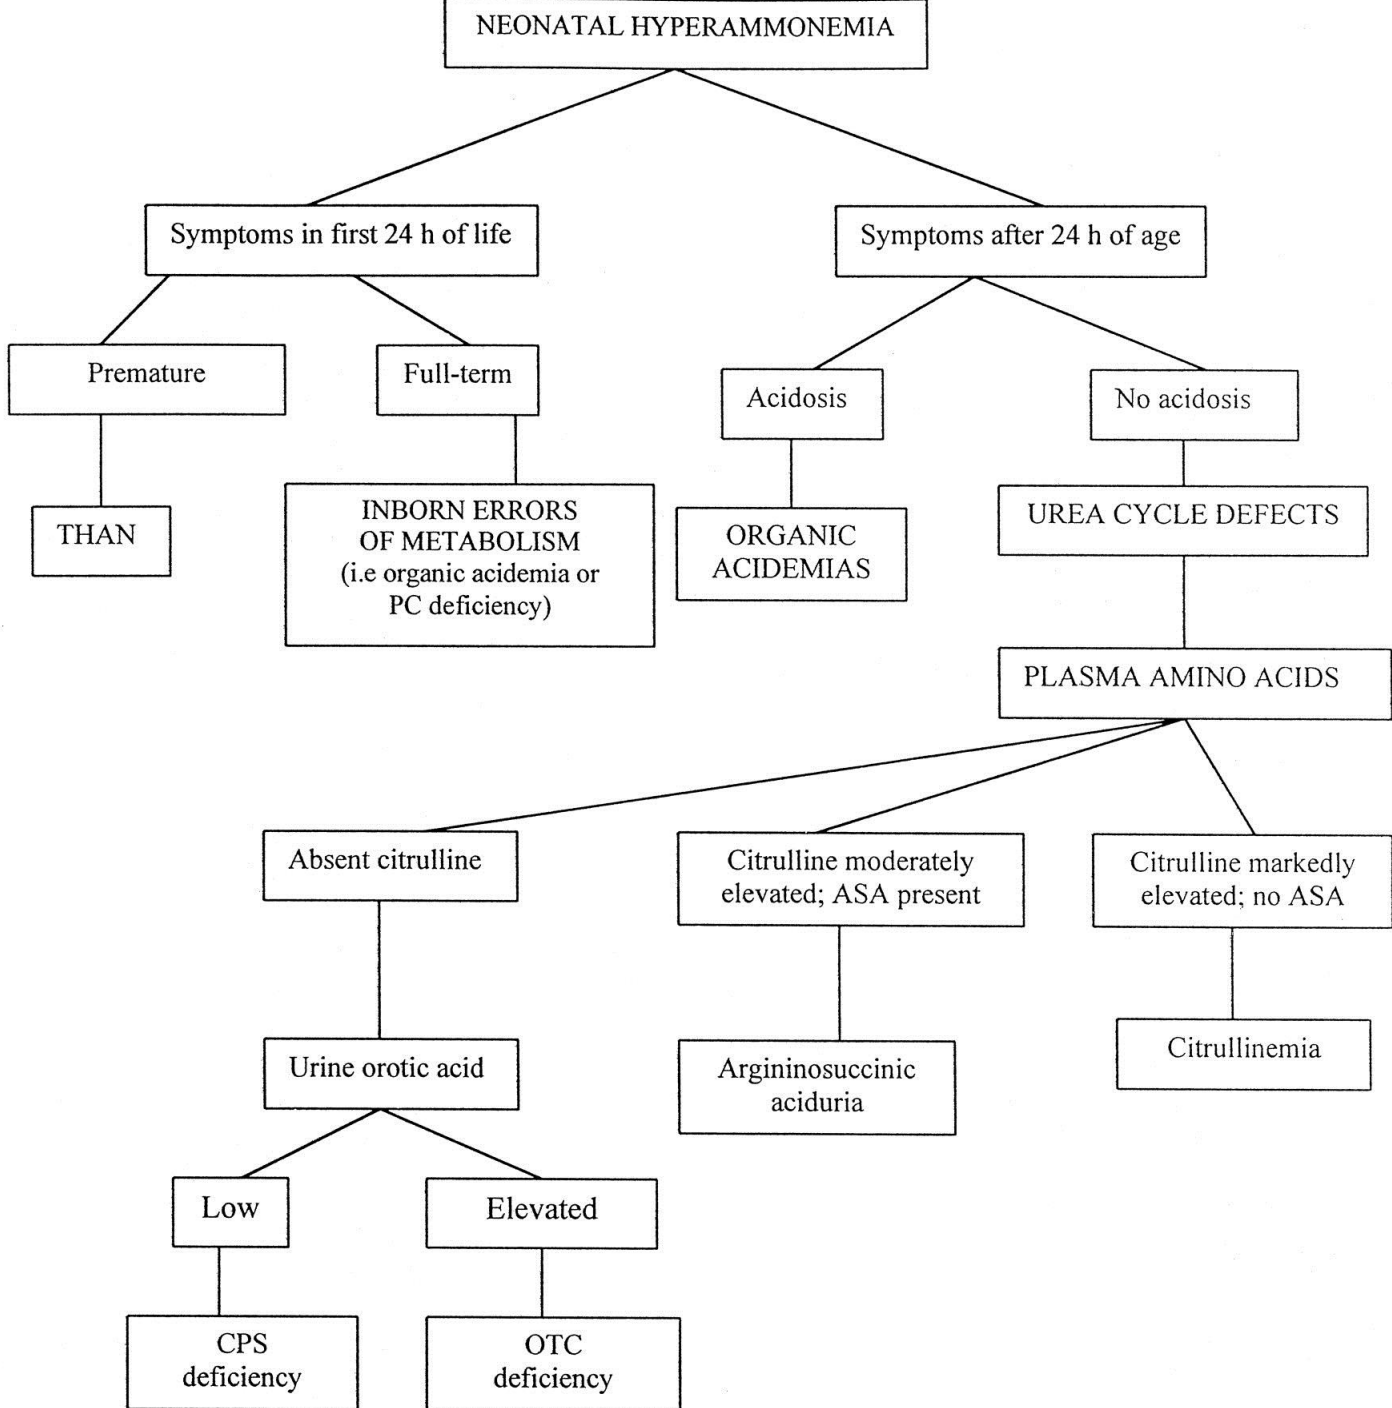 NEONATAL HYPERAMMONEMIA
Symptoms in first 24 h of life
Symptoms after 24 h of age
Premature
Full-term
Acidosis
No acidosis
THAN
INBORN ERRORS
OF METABOLISM
(i.e organic acidemia or
PC deficiency)
ORGANIC
ACIDEMIAS
UREA CYCLE DEFECTS
PLASMA AMINO ACIDS
Absent citrulline
Citrulline moderately
elevated; ASA present
Citrulline markedly
elevated; no ASA
Urine orotic acid
Argininosuccinic
aciduria
Citrullinemia
Low
Elevated
CPS
deficiency
OTC
deficiency